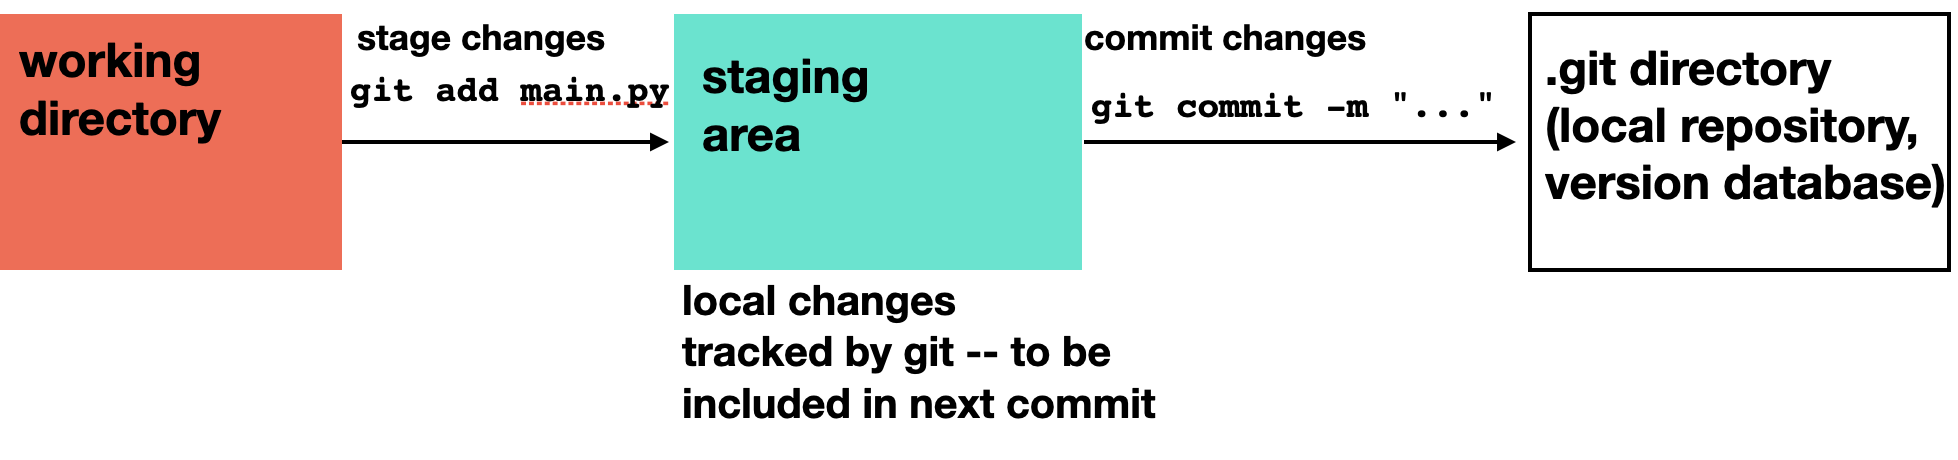 working
directory
stage changes
git add main.py
staging
area
commit changes
git commit -m "..."
.git directory
(local repository,
version database)
local changes
tracked by git -- to be
included in next commit